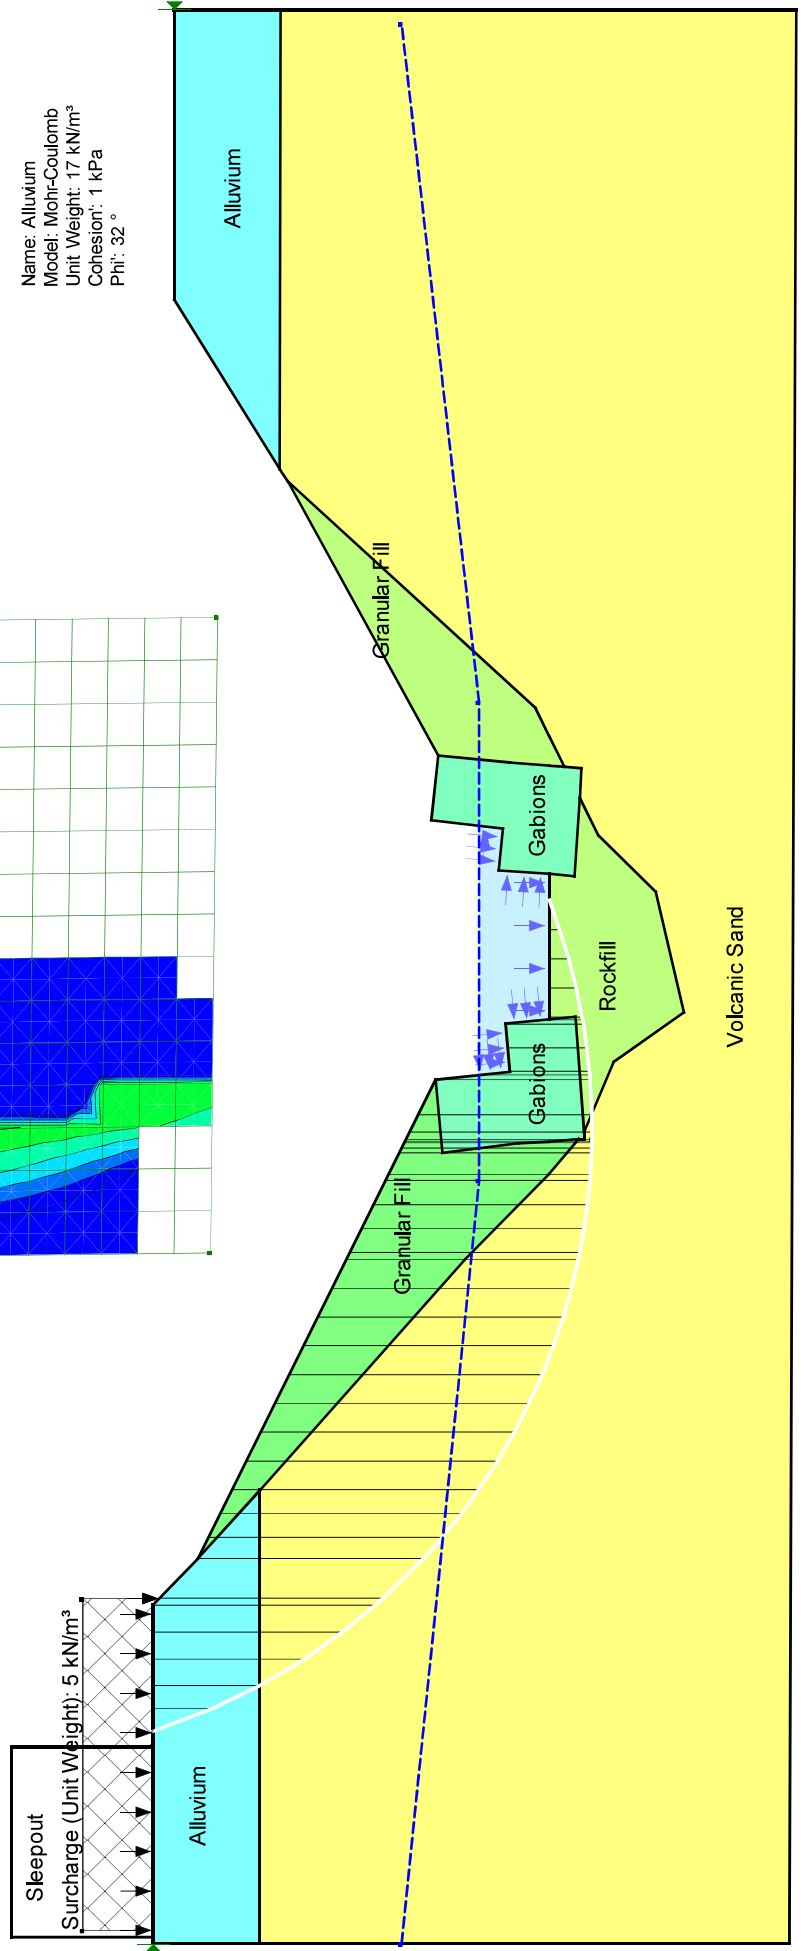 Sleepout
Surcharge (Unit Weight): 5 kN/m³
Alluvium
Granular Fill
Gabions
Rockfill
Volcanic Sand
Gabions
Granular Fill
Alluvium
Name: Alluvium
Model: Mohr-Coulomb
Unit Weight: 17 kN/m³
Cohesion': 1 kPa
Phi': 32 °